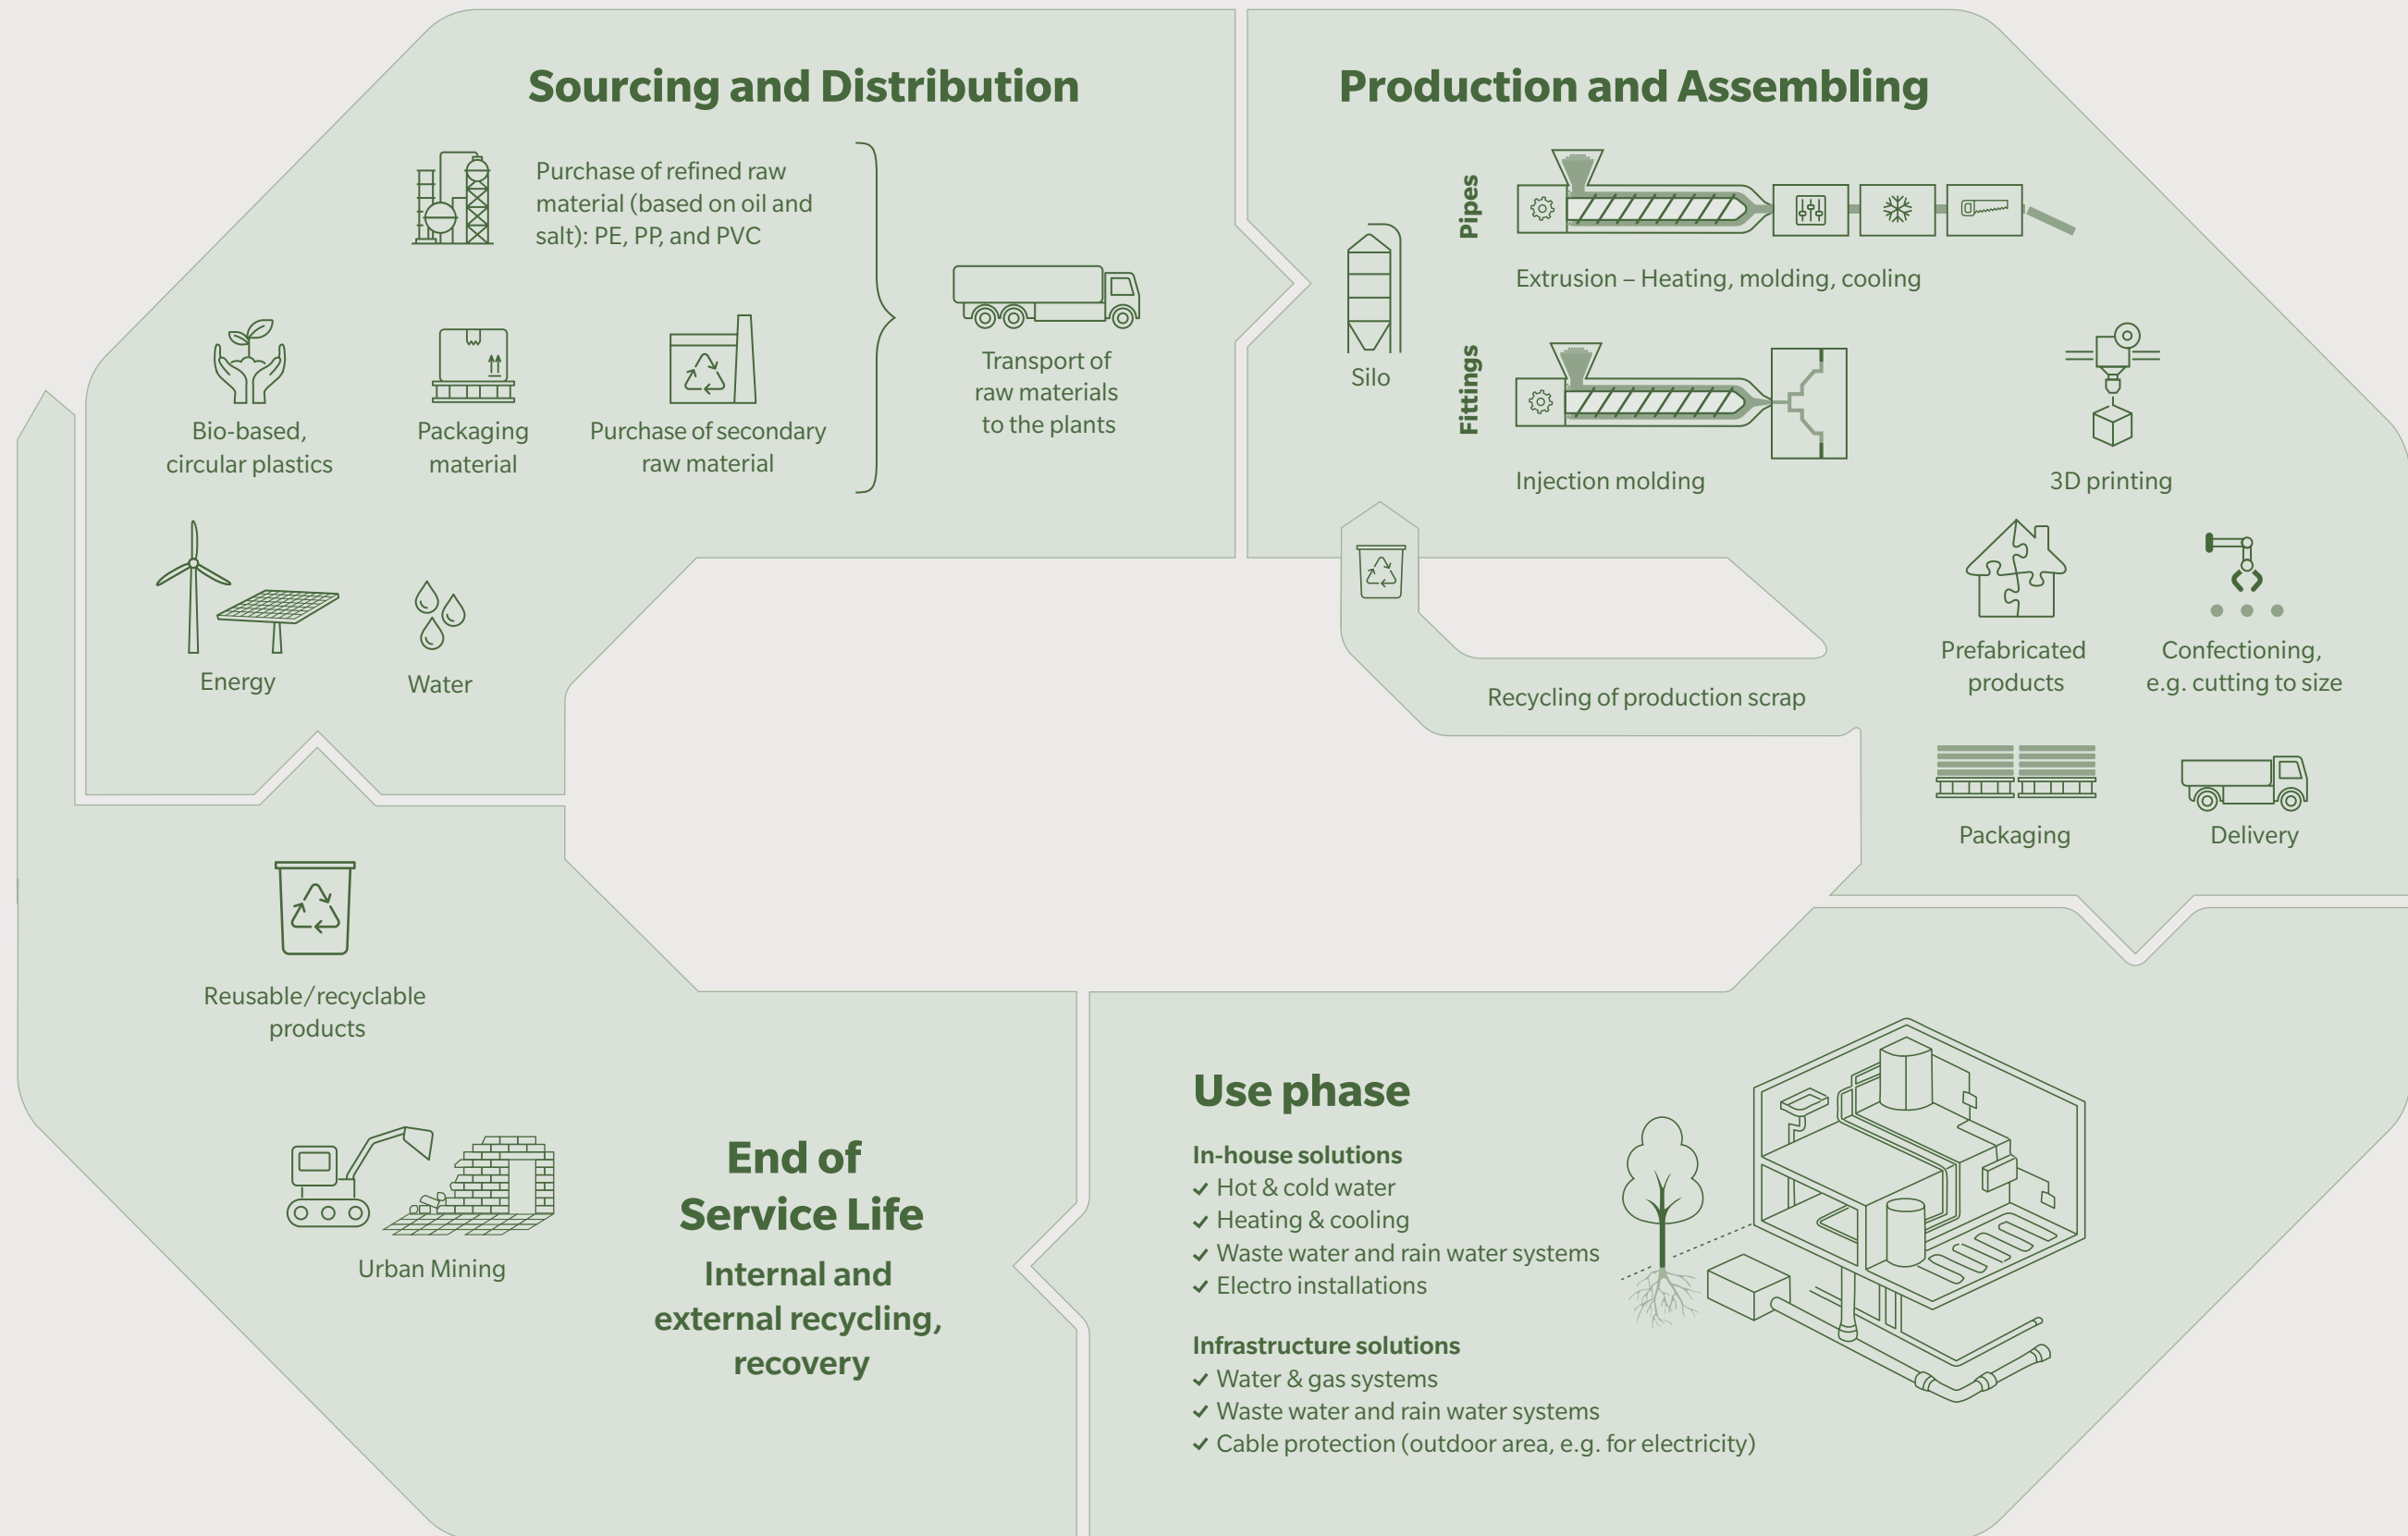 Sourcing and Distribution
Purchase of refined raw
material (based on oil and
salt): PE, PP, and PVC
Bio-based,
circular plastics
Packaging
material
Purchase of secondary
raw material
Transport of
raw materials
to the plants
Energy
Water
Production and Assembling
Silo
Pipes
Extrusion – Heating, molding, cooling
Fittings
Injection molding
3D printing
Prefabricated
products
Confectioning,
e.g. cutting to size
Recycling of production scrap
Packaging
Delivery
Use phase
In-house solutions
Hot & cold water
Heating & cooling
Waste water and rain water systems
Electro installations
Infrastructure solutions
Water & gas systems
Waste water and rain water systems
Cable protection (outdoor area, e.g. for electricity)
End of
Service Life
Internal and
external recycling,
recovery
Reusable/recyclable
products
Urban Mining